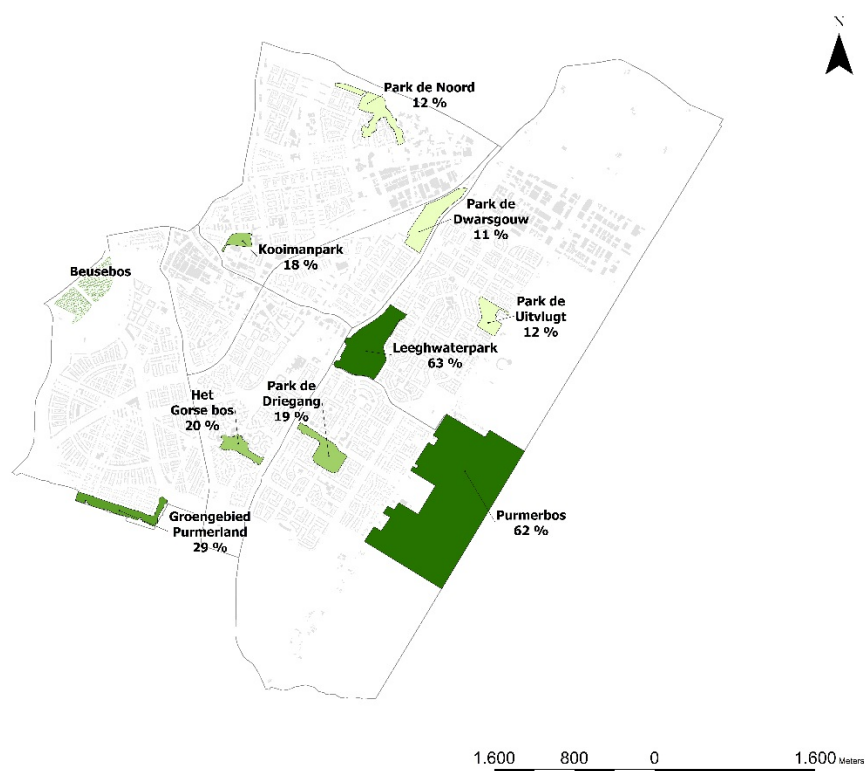 N
Park de Noord
12 %
Park de
Dwarsgouw
11 %
Kooimanpark
18 %
Beusebos
Park de
Uitvlugt
12 %
Leeghwaterpark
63 %
Het
Gorse bos
20 %
Park de
Driegang
19 %
Groengebied
Purmerland
29 %
Purmerbos
62 %
1.600 800 0 1.600 Meters